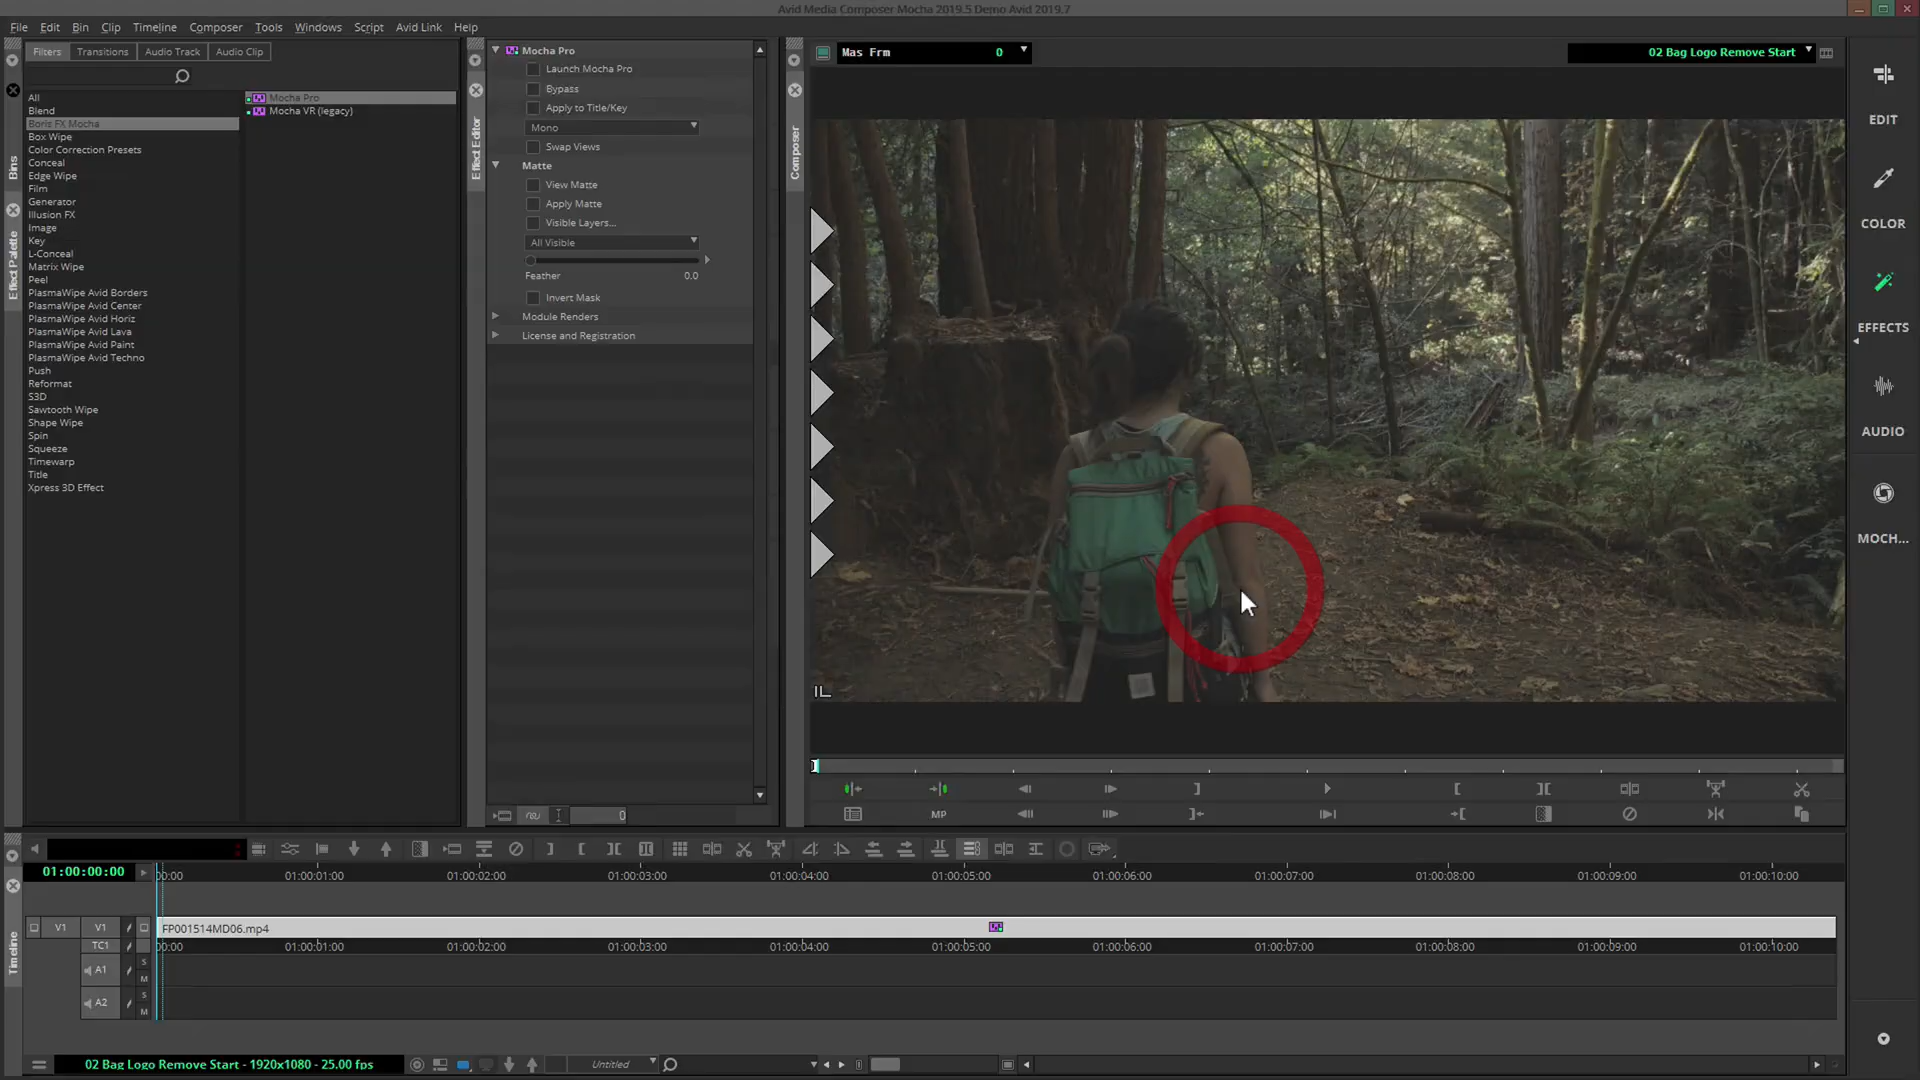 Avid Media Composer Mocha 2019.5 Demo Avid 2019.7
File Edit Bin Clip Timeline Composer Tools Windows Script Avid Link Help
Filters Transitions Audio Track Audio Clip
All
Blend
Boris FX Mocha
Box Wipe
Color Correction Presets
Conceal
Edge Wipe
Film
Generator
Illusion FX
Image
Key
L-Conceal
Matrix Wipe
Peel
PlasmaWipe Avid Borders
PlasmaWipe Avid Center
PlasmaWipe Avid Horiz
PlasmaWipe Avid Lava
PlasmaWipe Avid Paint
PlasmaWipe Avid Techno
Push
Reformat
S3D
Sawtooth Wipe
Shape Wipe
Spin
Squeeze
Timewarp
Title
Xpress 3D Effect
Mocha Pro
Mocha VR (legacy)
Bins
Effect Palette
Effect Editor
Mocha Pro
Launch Mocha Pro
Bypass
Apply to Title/Key
Mono
Swap Views
Matte
View Matte
Apply Matte
Visible Layers...
All Visible
Feather 0.0
Invert Mask
Module Renders
License and Registration
0
Composer
Mas Frm 0
02 Bag Logo Remove Start
MP
EDIT
COLOR
EFFECTS
AUDIO
MOCH...
Timeline
01:00:00:00
00:00 01:00:01:00 01:00:02:00 01:00:03:00 01:00:04:00 01:00:05:00 01:00:06:00 01:00:07:00 01:00:08:00 01:00:09:00 01:00:10:00
V1 V1 FP001514MD06.mp4
TC1 00:00 01:00:01:00 01:00:02:00 01:00:03:00 01:00:04:00 01:00:05:00 01:00:06:00 01:00:07:00 01:00:08:00 01:00:09:00 01:00:10:00
A1 S
M
A2 S
M
02 Bag Logo Remove Start - 1920x1080 - 25.00 fps
Untitled